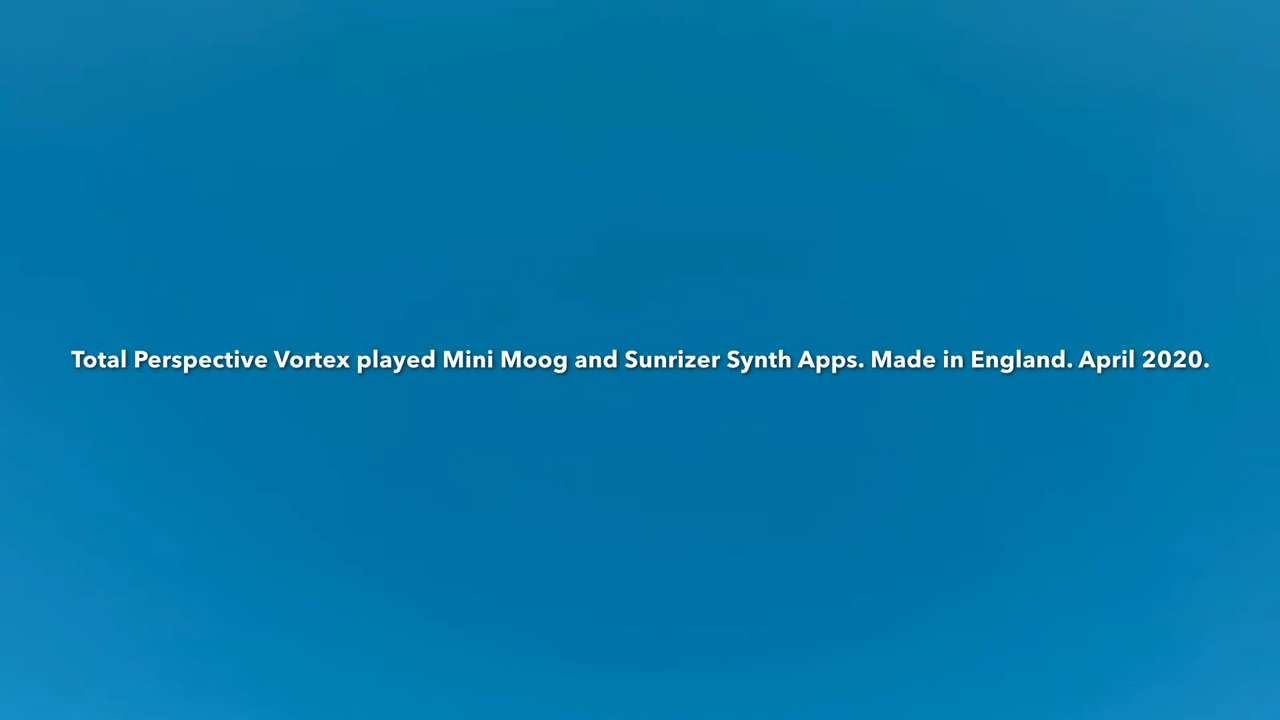 Total Perspective Vortex played Mini Moog and Sunrizer Synth Apps. Made in England. April 2020.